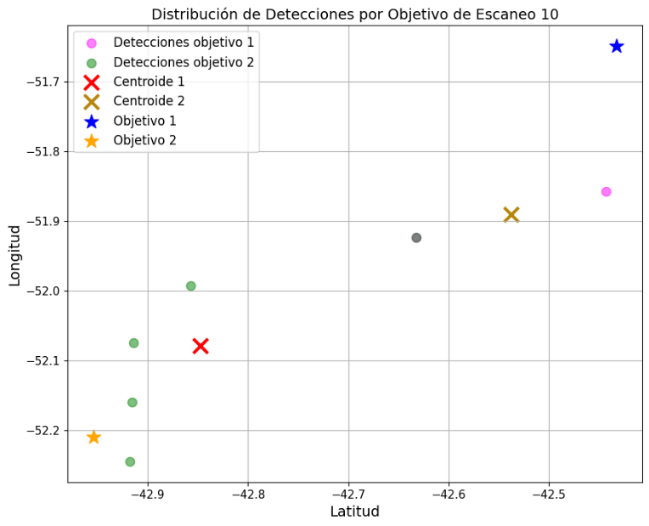 Distribución de Detecciones por Objetivo de Escaneo 10
Detecciones objetivo 1
Detecciones objetivo 2
Centroide 1
Centroide 2
Objetivo 1
Objetivo 2
Longitud
−51.7
−51.8
−51.9
−52.0
−52.1
−52.2
−42.9
−42.8
−42.7
−42.6
−42.5
Latitud